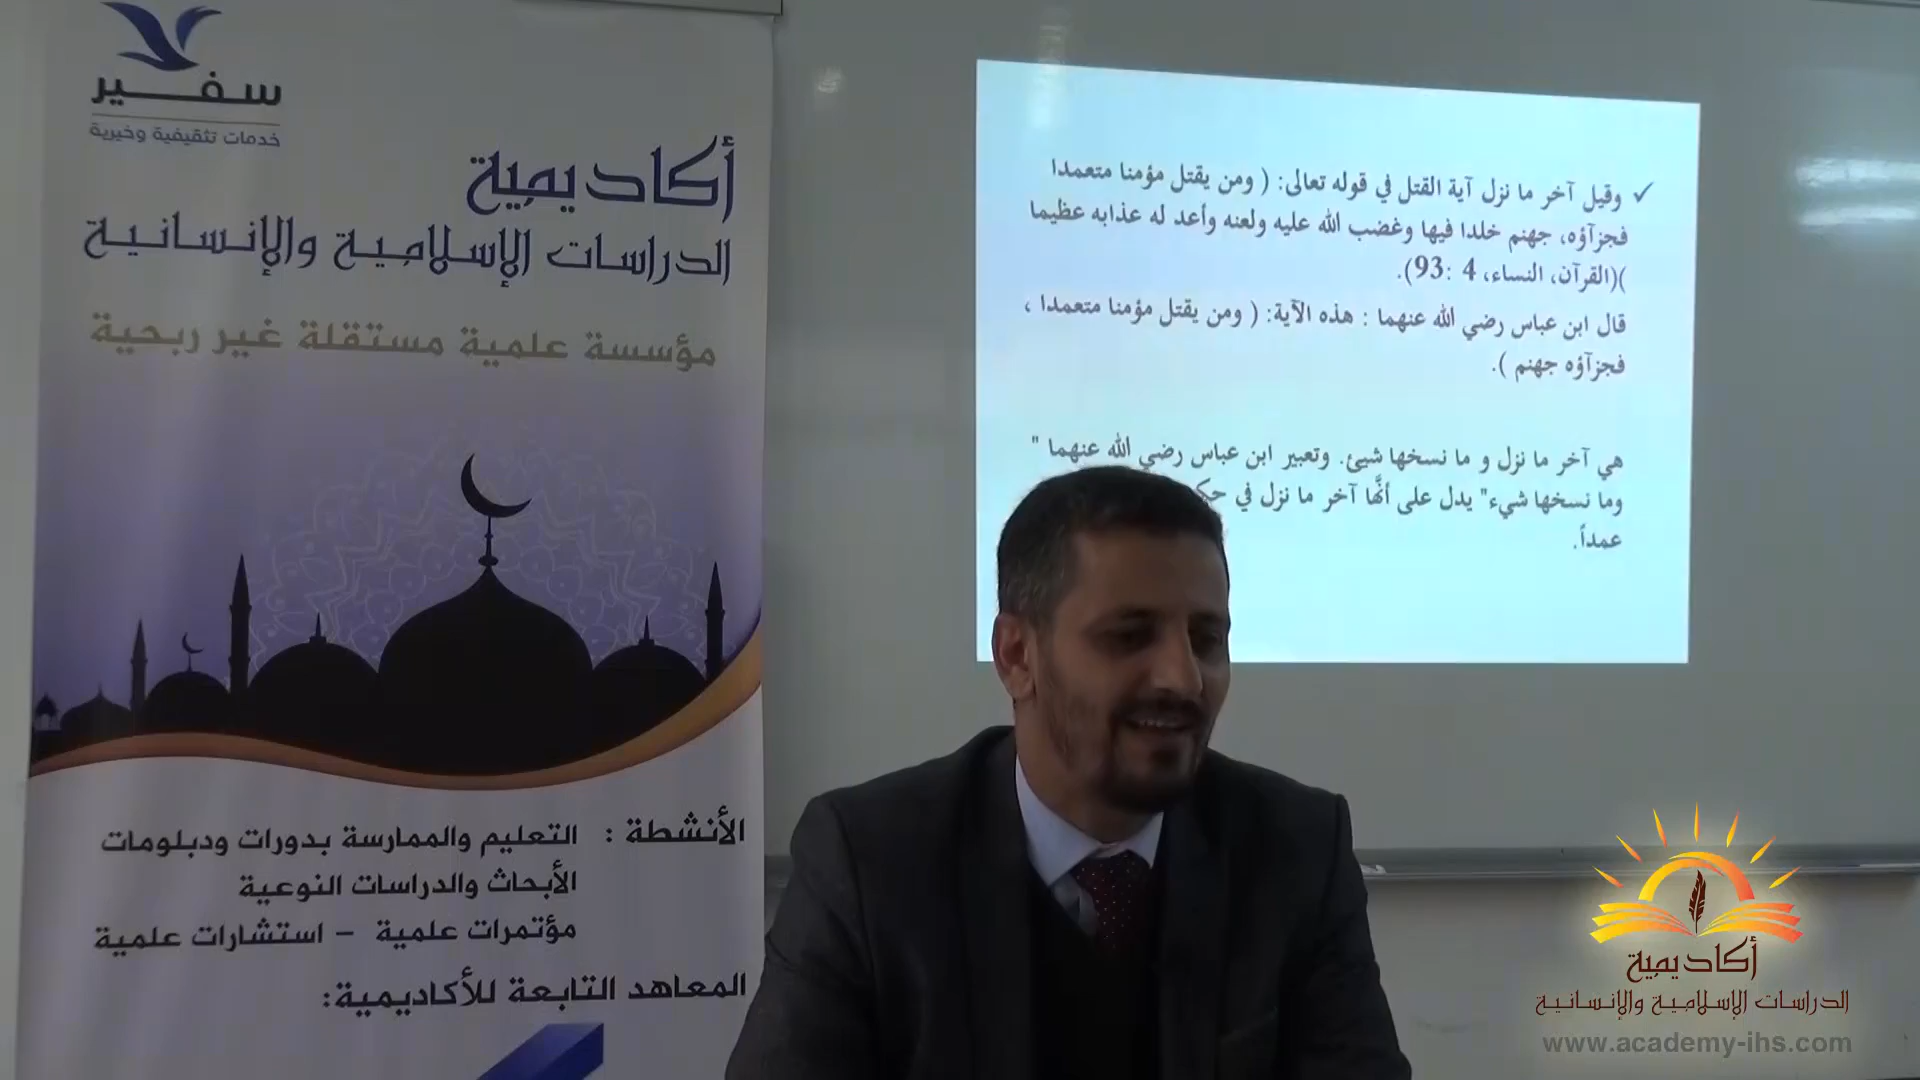 سفير
خدمات تثقيفية وخيرية
أكاديمية
الدراسات الإسلامية والإنسانية
مؤسسة علمية مستقلة غير ربحية
الأنشطة : التعليم والممارسة بدورات ودبلومات
الأبحاث والدراسات النوعية
مؤتمرات علمية – استشارات علمية
المعاهد التابعة للأكاديمية:
✓ وقيل آخر ما نزل آية القتل في قوله تعالى: ( ومن يقتل مؤمنا متعمدا
فجزآؤه، جهنم خلدا فيها وغضب الله عليه ولعنه وأعد له عذابه عظيما
)(القرآن، النساء، 4 :93).
قال ابن عباس رضي الله عنهما : هذه الآية: ( ومن يقتل مؤمنا متعمدا ،
فجزآؤه جهنم ).
هي آخر ما نزل و ما نسخها شيئ. وتعبير ابن عباس رضي الله عنهما "
وما نسخها شيء" يدل على أنَّها آخر ما نزل في
عمداً.
أكاديمية
الدراسات الإسلامية والإنسانية
www.academy-ihs.com